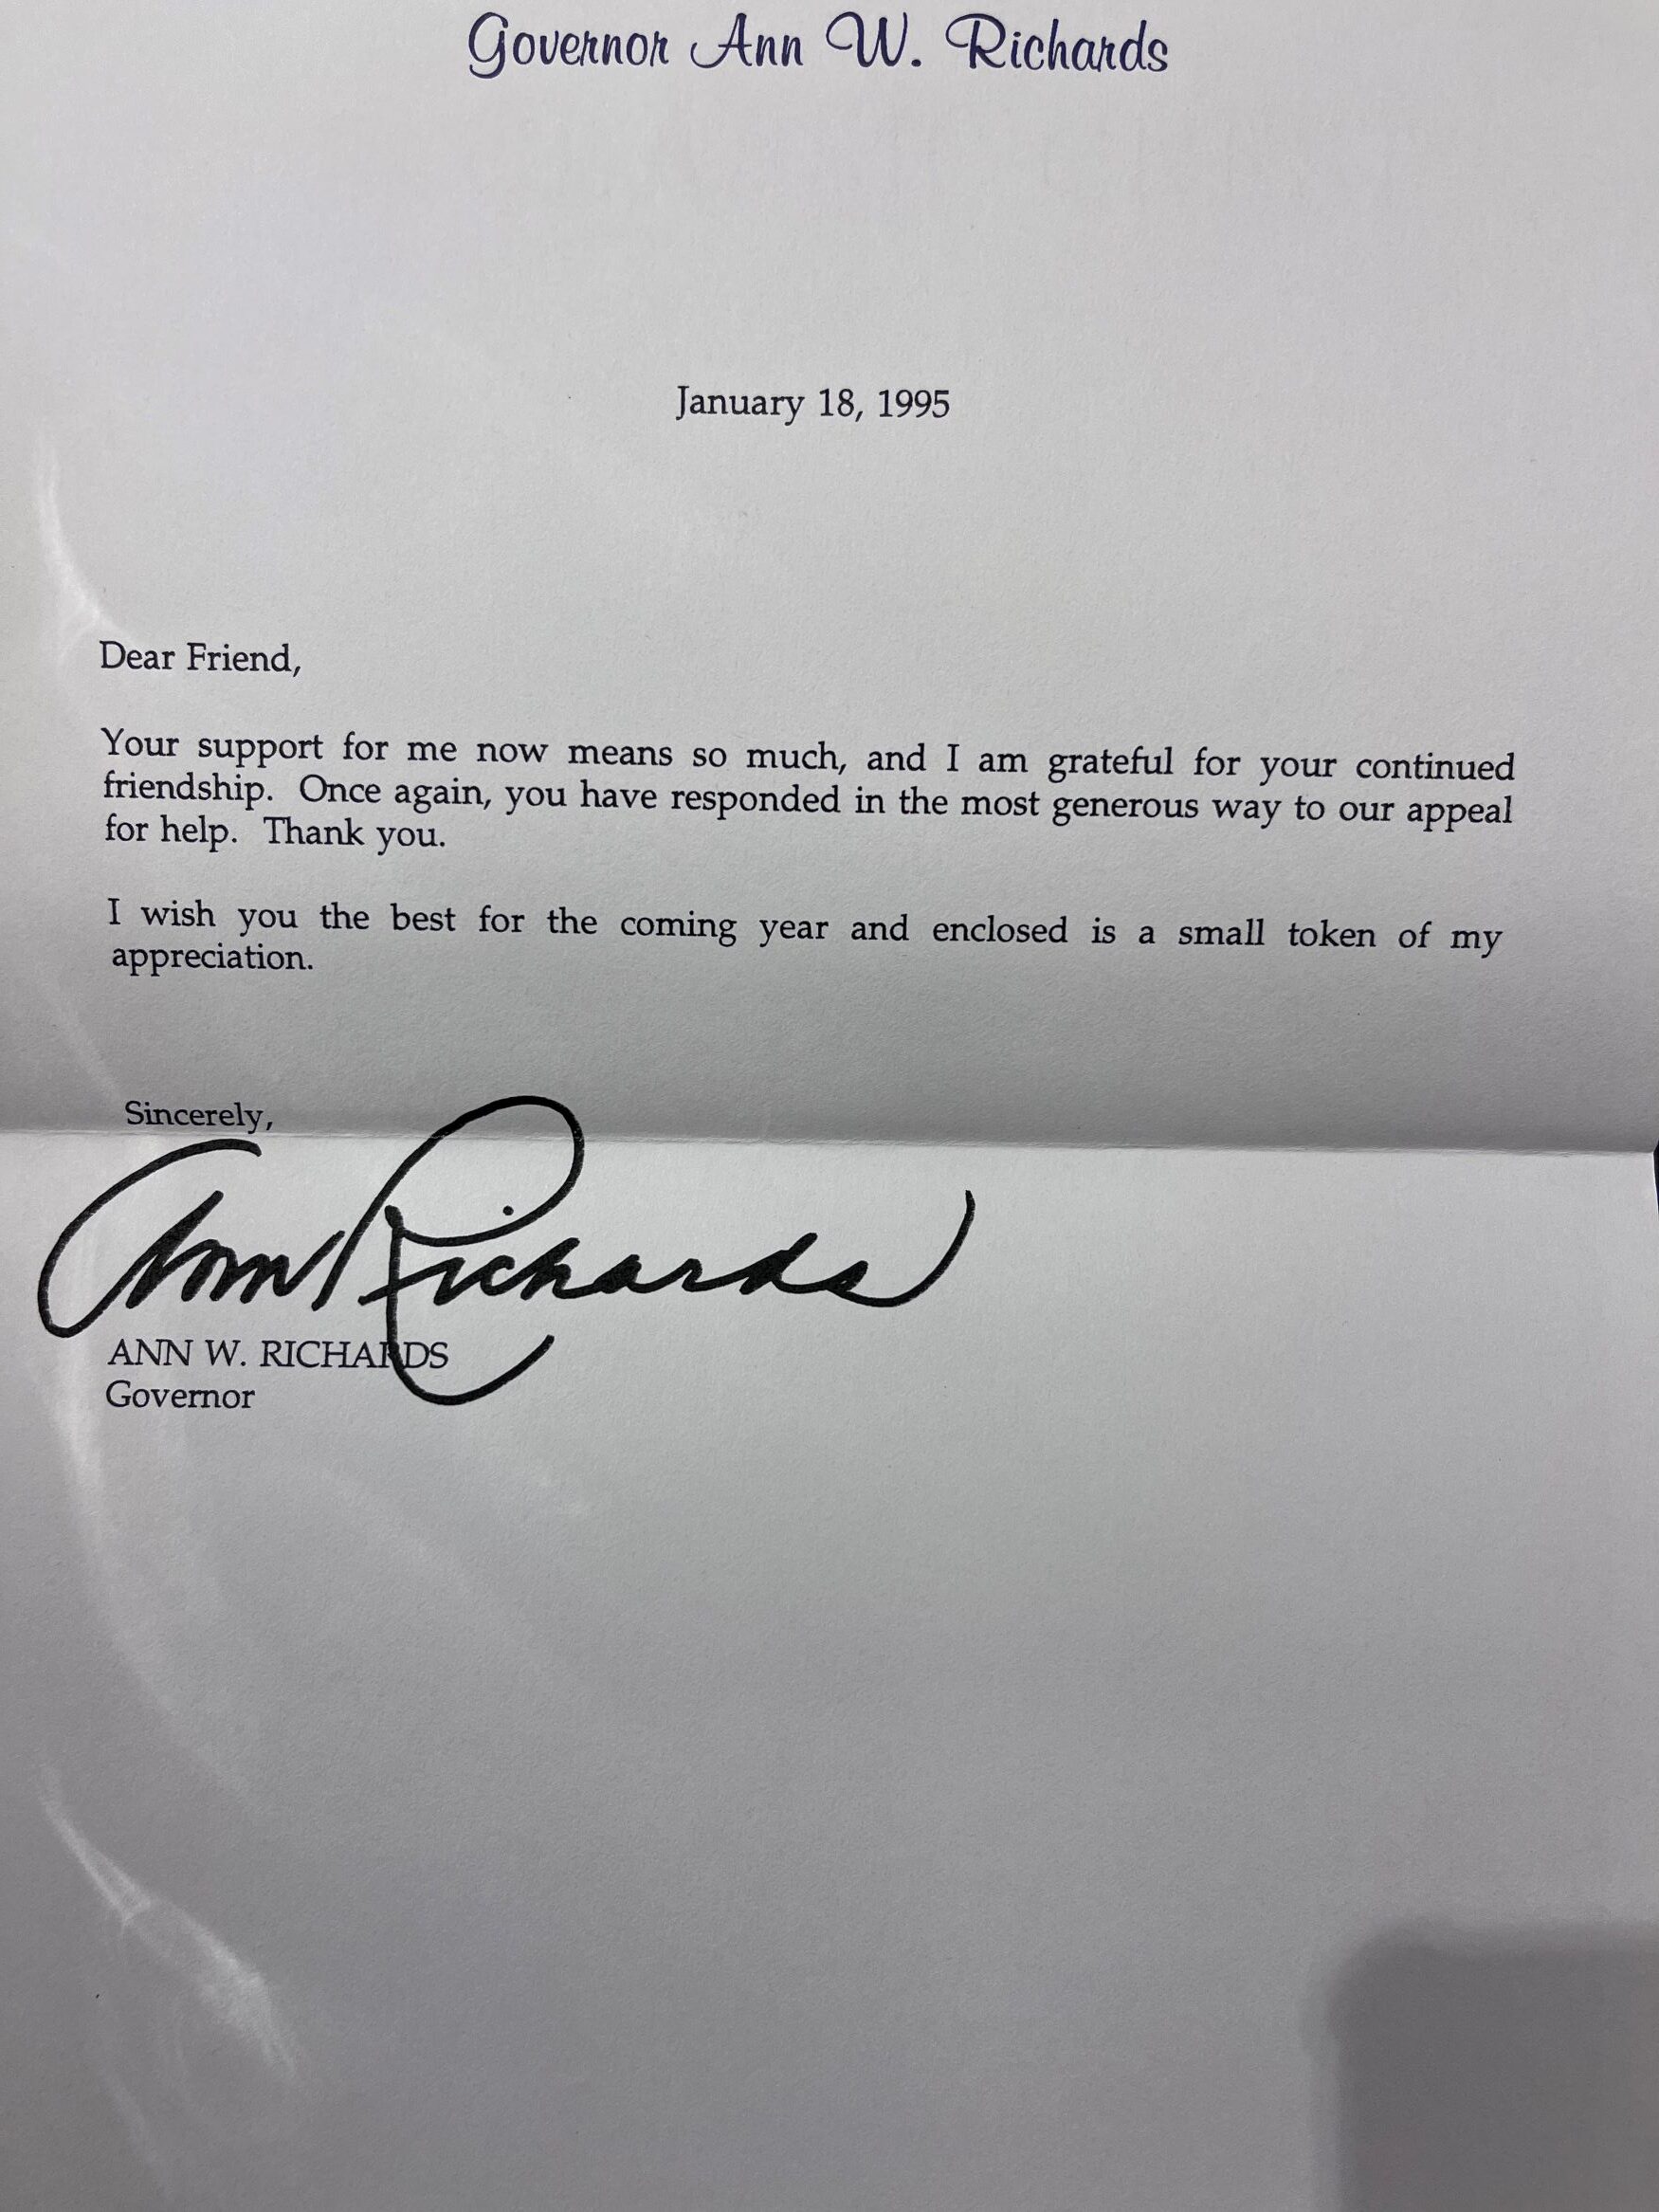 Governor Ann W. Richards
January 18, 1995
Dear Friend,
Your support for me now means so much, and I am grateful for your continued
friendship. Once again, you have responded in the most generous way to our appeal
for help. Thank you.
I wish you the best for the coming year and enclosed is a small token of my
appreciation.
Sincerely,
Ann Richards
ANN W. RICHARDS
Governor